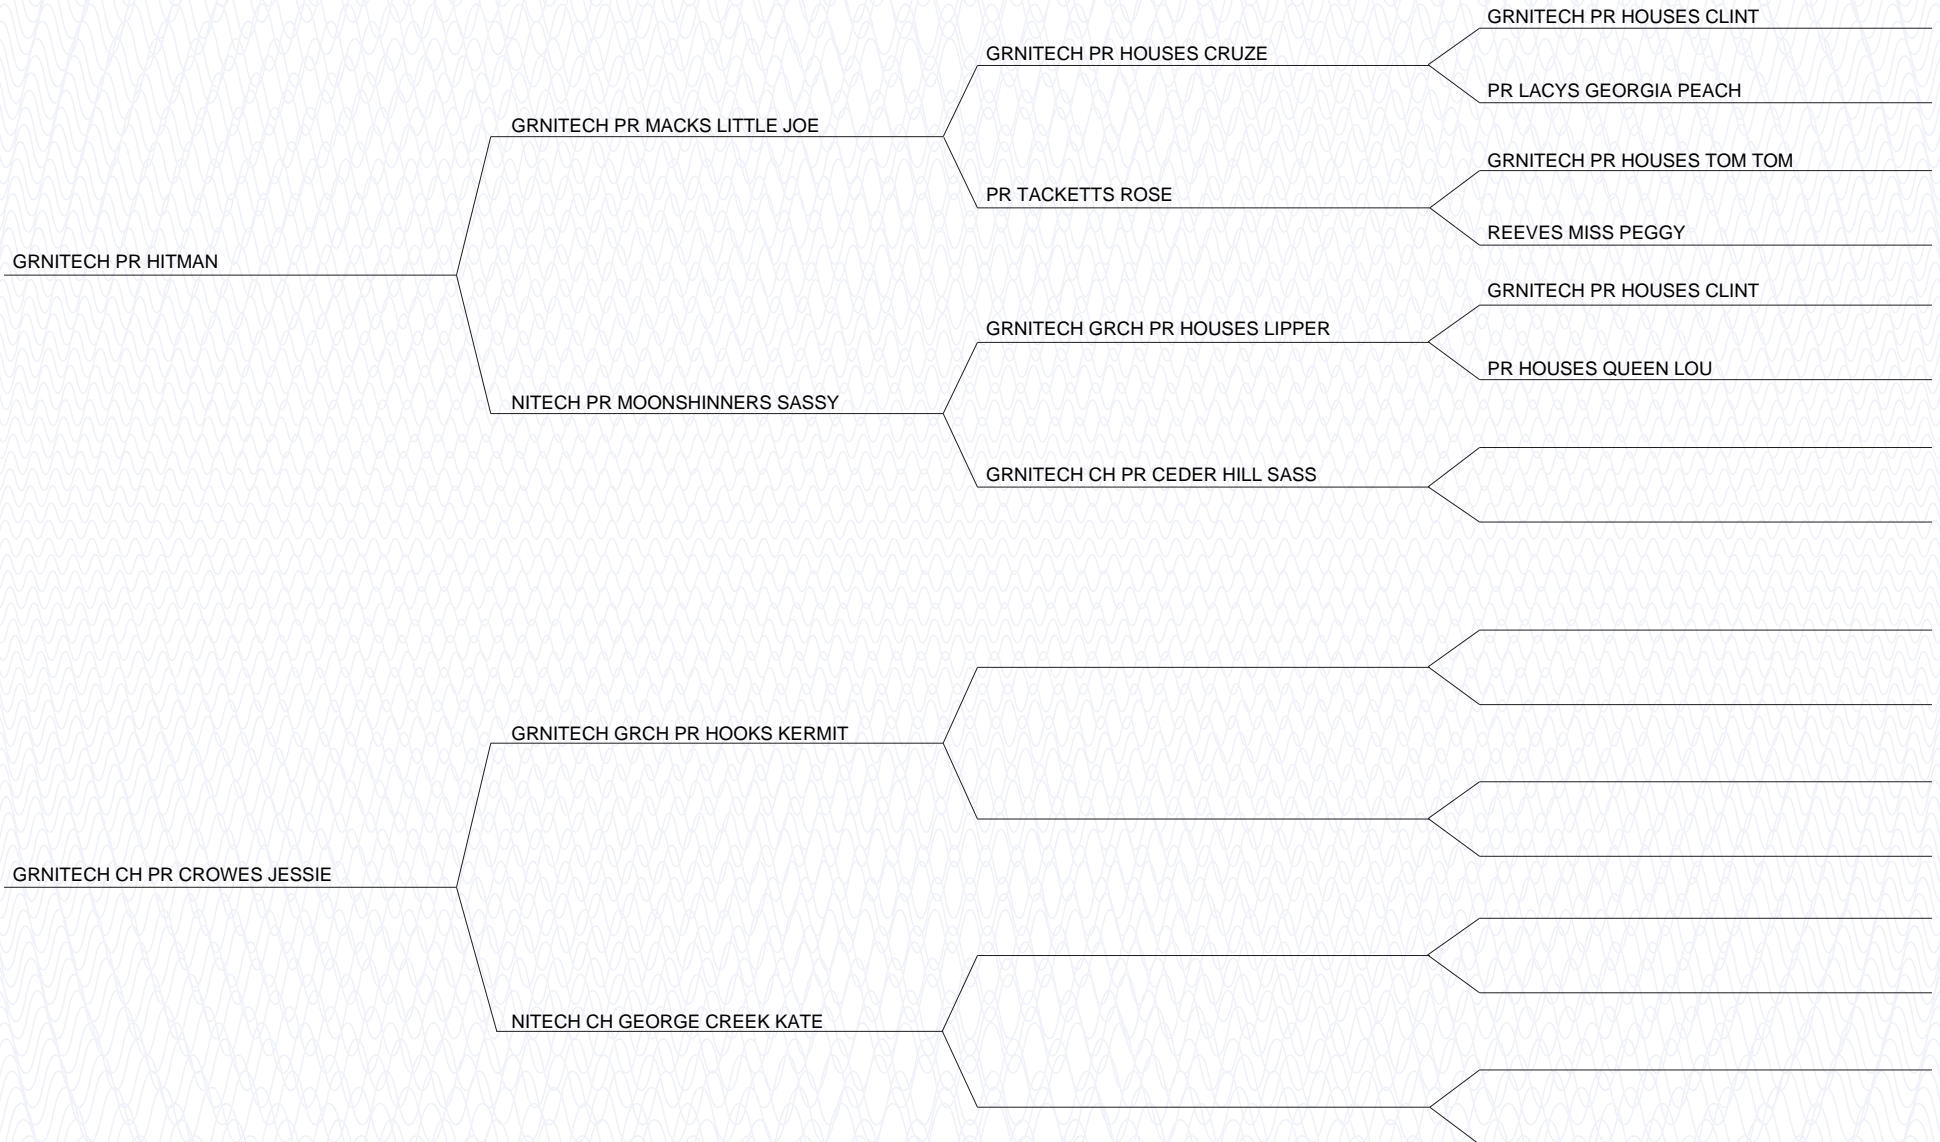 GRNITECH PR HOUSES CLINT
GRNITECH PR HOUSES CRUZE
PR LACYS GEORGIA PEACH
GRNITECH PR MACKS LITTLE JOE
GRNITECH PR HOUSES TOM TOM
PR TACKETTS ROSE
REEVES MISS PEGGY
GRNITECH PR HITMAN
GRNITECH PR HOUSES CLINT
GRNITECH GRCH PR HOUSES LIPPER
PR HOUSES QUEEN LOU
NITECH PR MOONSHINNERS SASSY
GRNITECH CH PR CEDER HILL SASS
GRNITECH GRCH PR HOOKS KERMIT
GRNITECH CH PR CROWES JESSIE
NITECH CH GEORGE CREEK KATE